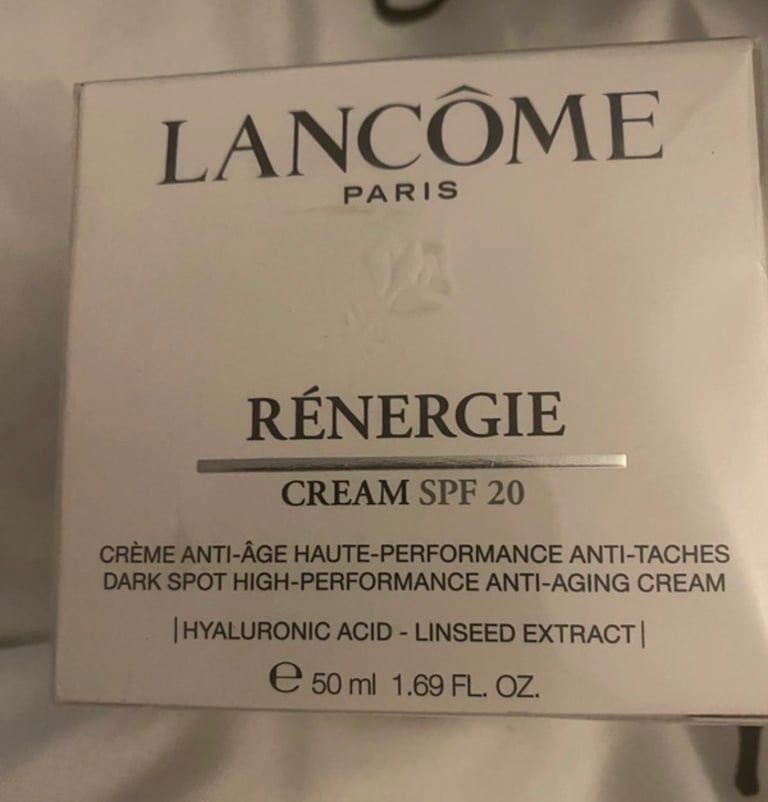 LANCÔME
PARIS
RÉNERGIE
CREAM SPF 20
CRÈME ANTI-ÂGE HAUTE-PERFORMANCE ANTI-TACHES
DARK SPOT HIGH-PERFORMANCE ANTI-AGING CREAM
|HYALURONIC ACID - LINSEED EXTRACT|
℮ 50 ml 1.69 FL. OZ.